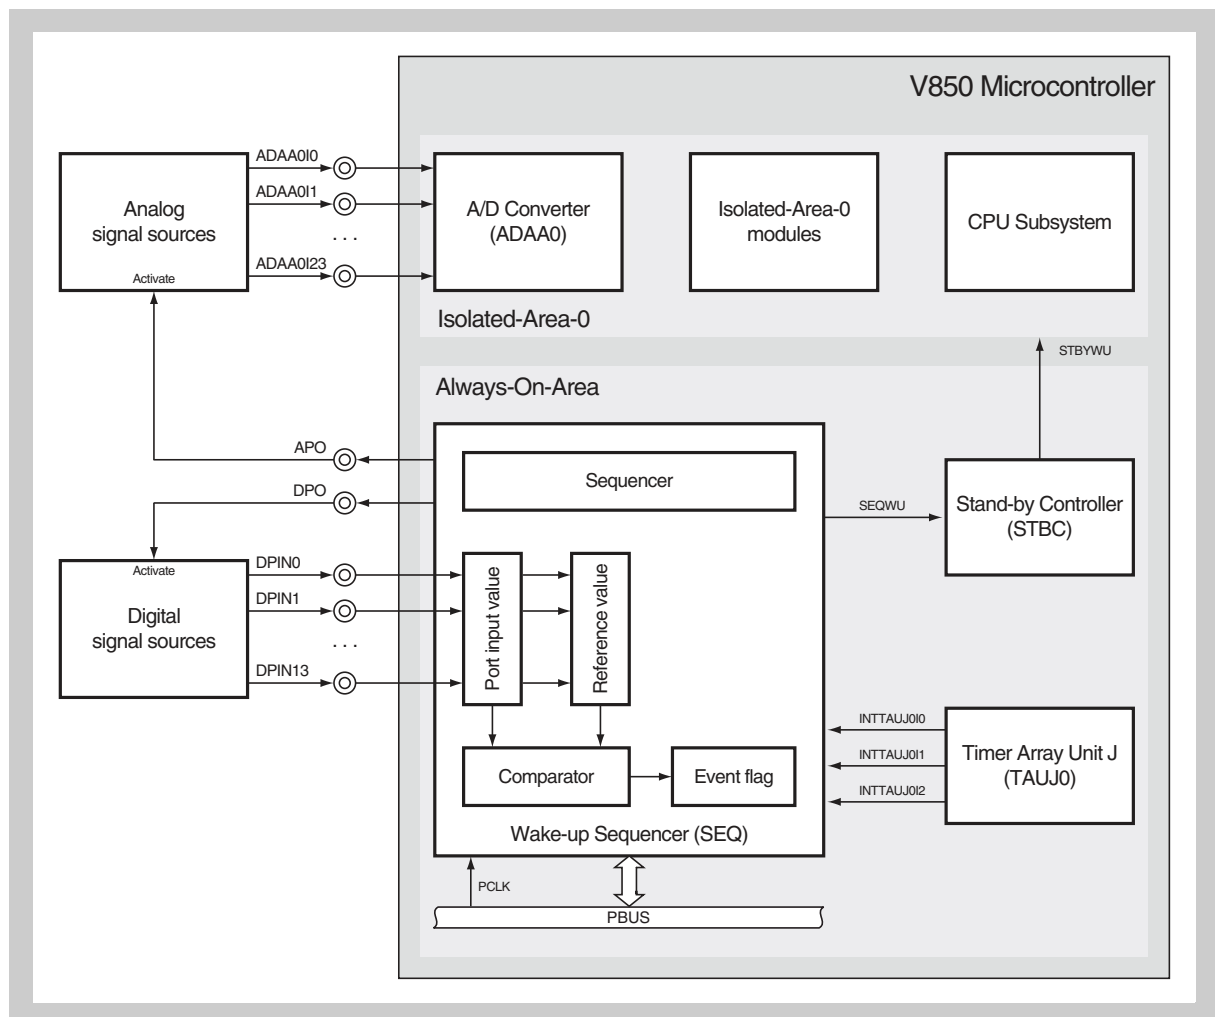 V850 Microcontroller
ADAA0I0
ADAA0I1
. . .
ADAA0I23
Analog
signal sources
Activate
A/D Converter
(ADAA0)
Isolated-Area-0
modules
CPU Subsystem
Isolated-Area-0
STBYWU
Always-On-Area
APO
DPO
Sequencer
SEQWU
Stand-by Controller
(STBC)
Activate
Digital
signal sources
DPIN0
DPIN1
. . .
DPIN13
Port input value
Reference value
Comparator
Event flag
Wake-up Sequencer (SEQ)
INTTAUJ0I0
INTTAUJ0I1
INTTAUJ0I2
Timer Array Unit J
(TAUJ0)
PCLK
PBUS